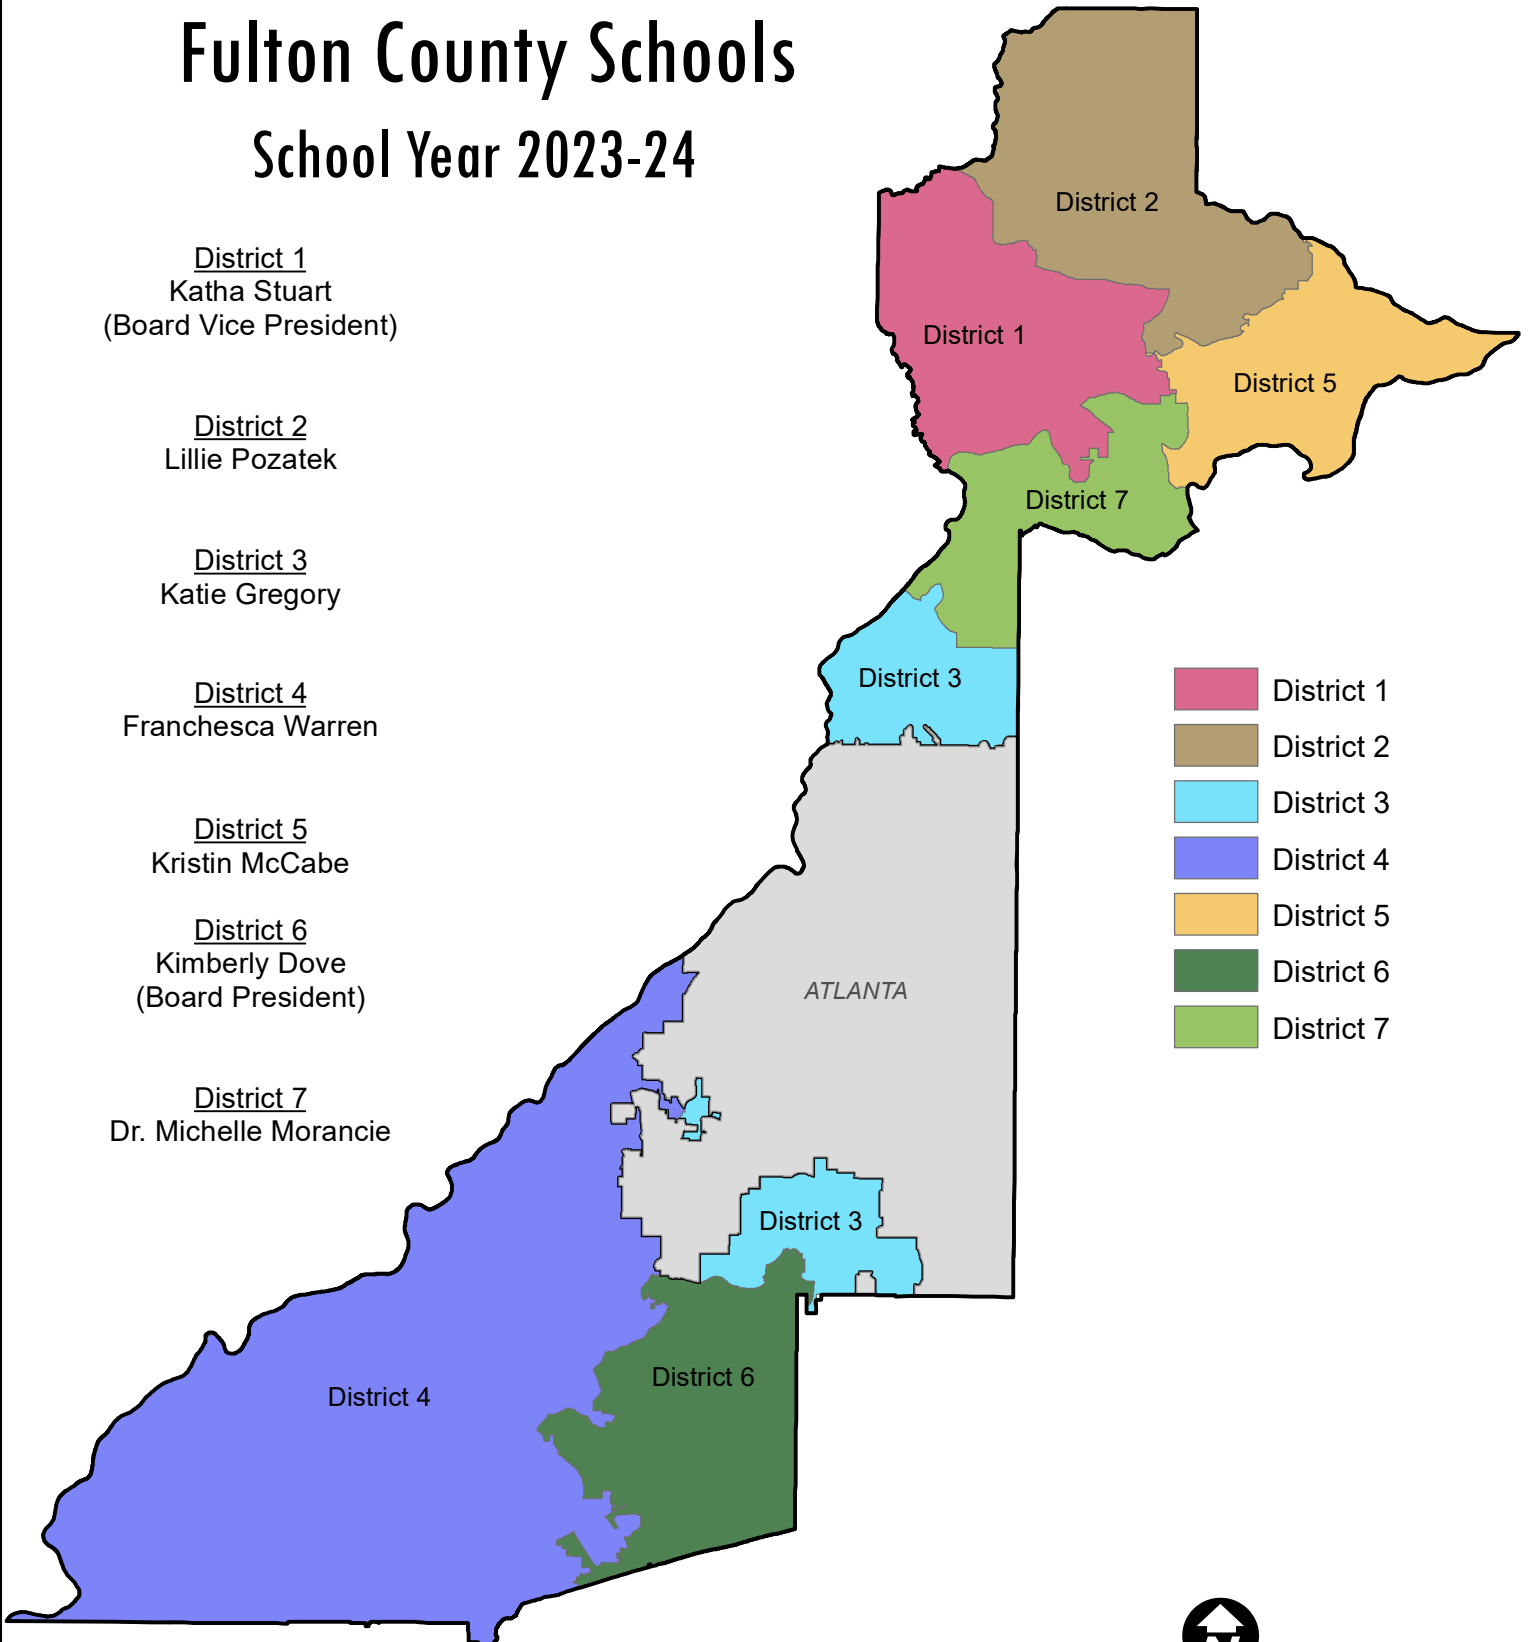 Fulton County Schools
School Year 2023-24
District 1
Katha Stuart
(Board Vice President)
District 2
Lillie Pozatek
District 3
Katie Gregory
District 4
Franchesca Warren
District 5
Kristin McCabe
District 6
Kimberly Dove
(Board President)
District 7
Dr. Michelle Morancie
District 2
District 1
District 5
District 7
District 3
ATLANTA
District 3
District 6
District 4
District 1
District 2
District 3
District 4
District 5
District 6
District 7